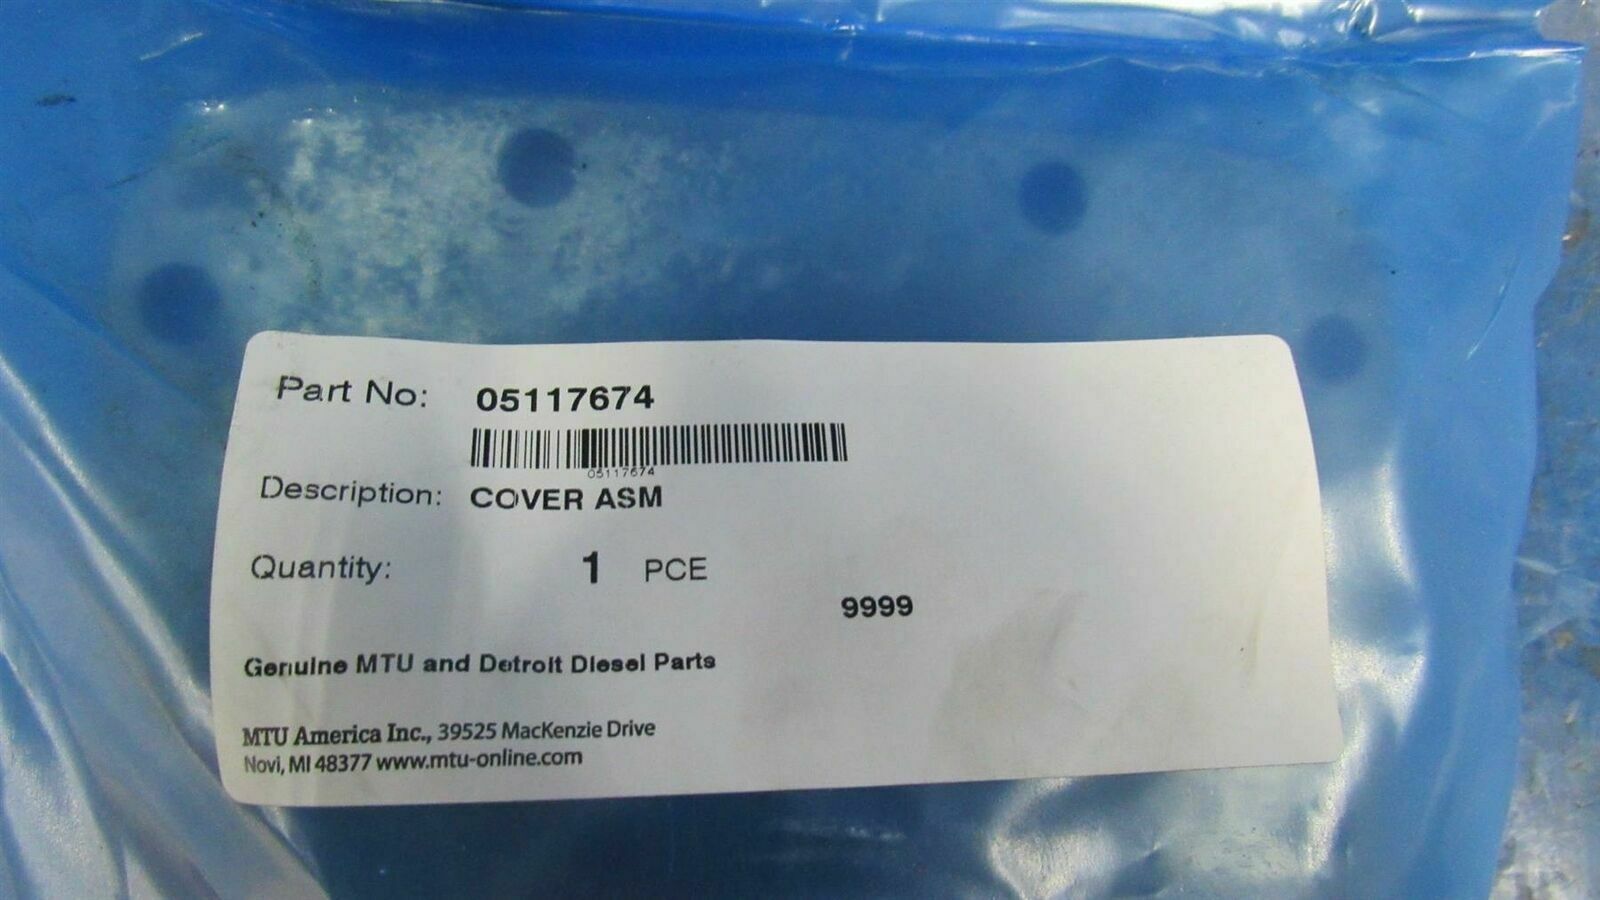 Part No: 05117674
05117674
Description: COVER ASM
Quantity: 1 PCE
9999
Genuine MTU and Detroit Diesel Parts
MTU America Inc., 39525 MacKenzie Drive
Novi, MI 48377 www.mtu-online.com